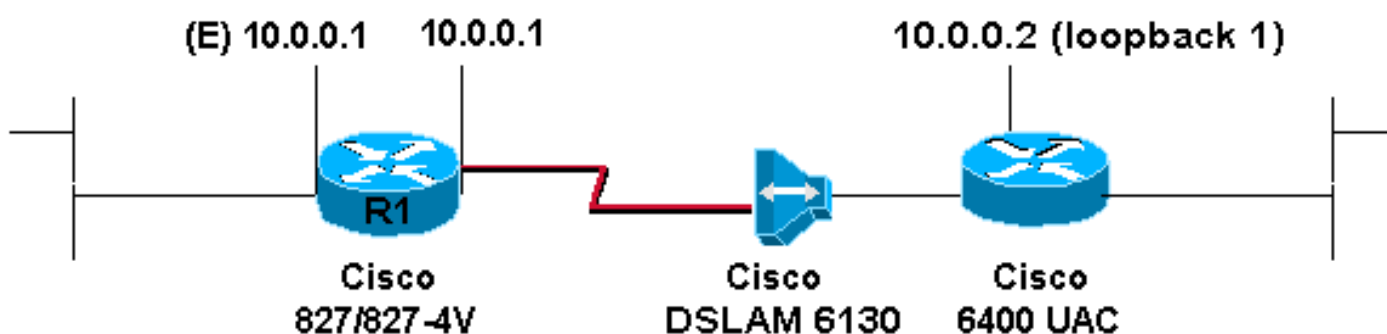 (E) 10.0.0.1
10.0.0.1
10.0.0.2 (loopback 1)
R1
Cisco
827/827-4V
Cisco
DSLAM 6130
Cisco
6400 UAC